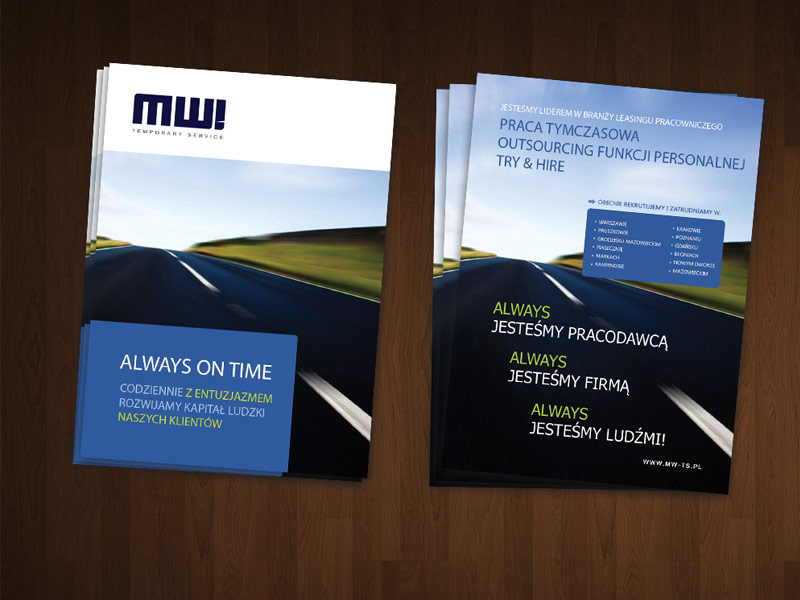 MW!
TEMPORARY SERVICE
ALWAYS ON TIME
CODZIENNIE Z ENTUZJAZMEM
ROZWIJAMY KAPITAŁ LUDZKI
NASZYCH KLIENTÓW
JESTEŚMY LIDEREM W BRANŻY LEASINGU PRACOWNICZEGO
PRACA TYMCZASOWA
OUTSOURCING FUNKCJI PERSONALNEJ
TRY & HIRE
OBECNIE REKRUTUJEMY I ZATRUDNIAMY W:
• WARSZAWIE
• PRUSZKOWIE
• GRODZISKU MAZOWIECKIM
• PIASECZNIE
• MARKACH
• KAMPINOSIE
• KRAKOWIE
• POZNANIU
• GDAŃSKU
• BŁONIACH
• NOWYM DWORZE
• MAZOWIECKIM
ALWAYS
JESTEŚMY PRACODAWCĄ
ALWAYS
JESTEŚMY FIRMĄ
ALWAYS
JESTEŚMY LUDŹMI!
WWW.MW-TS.PL